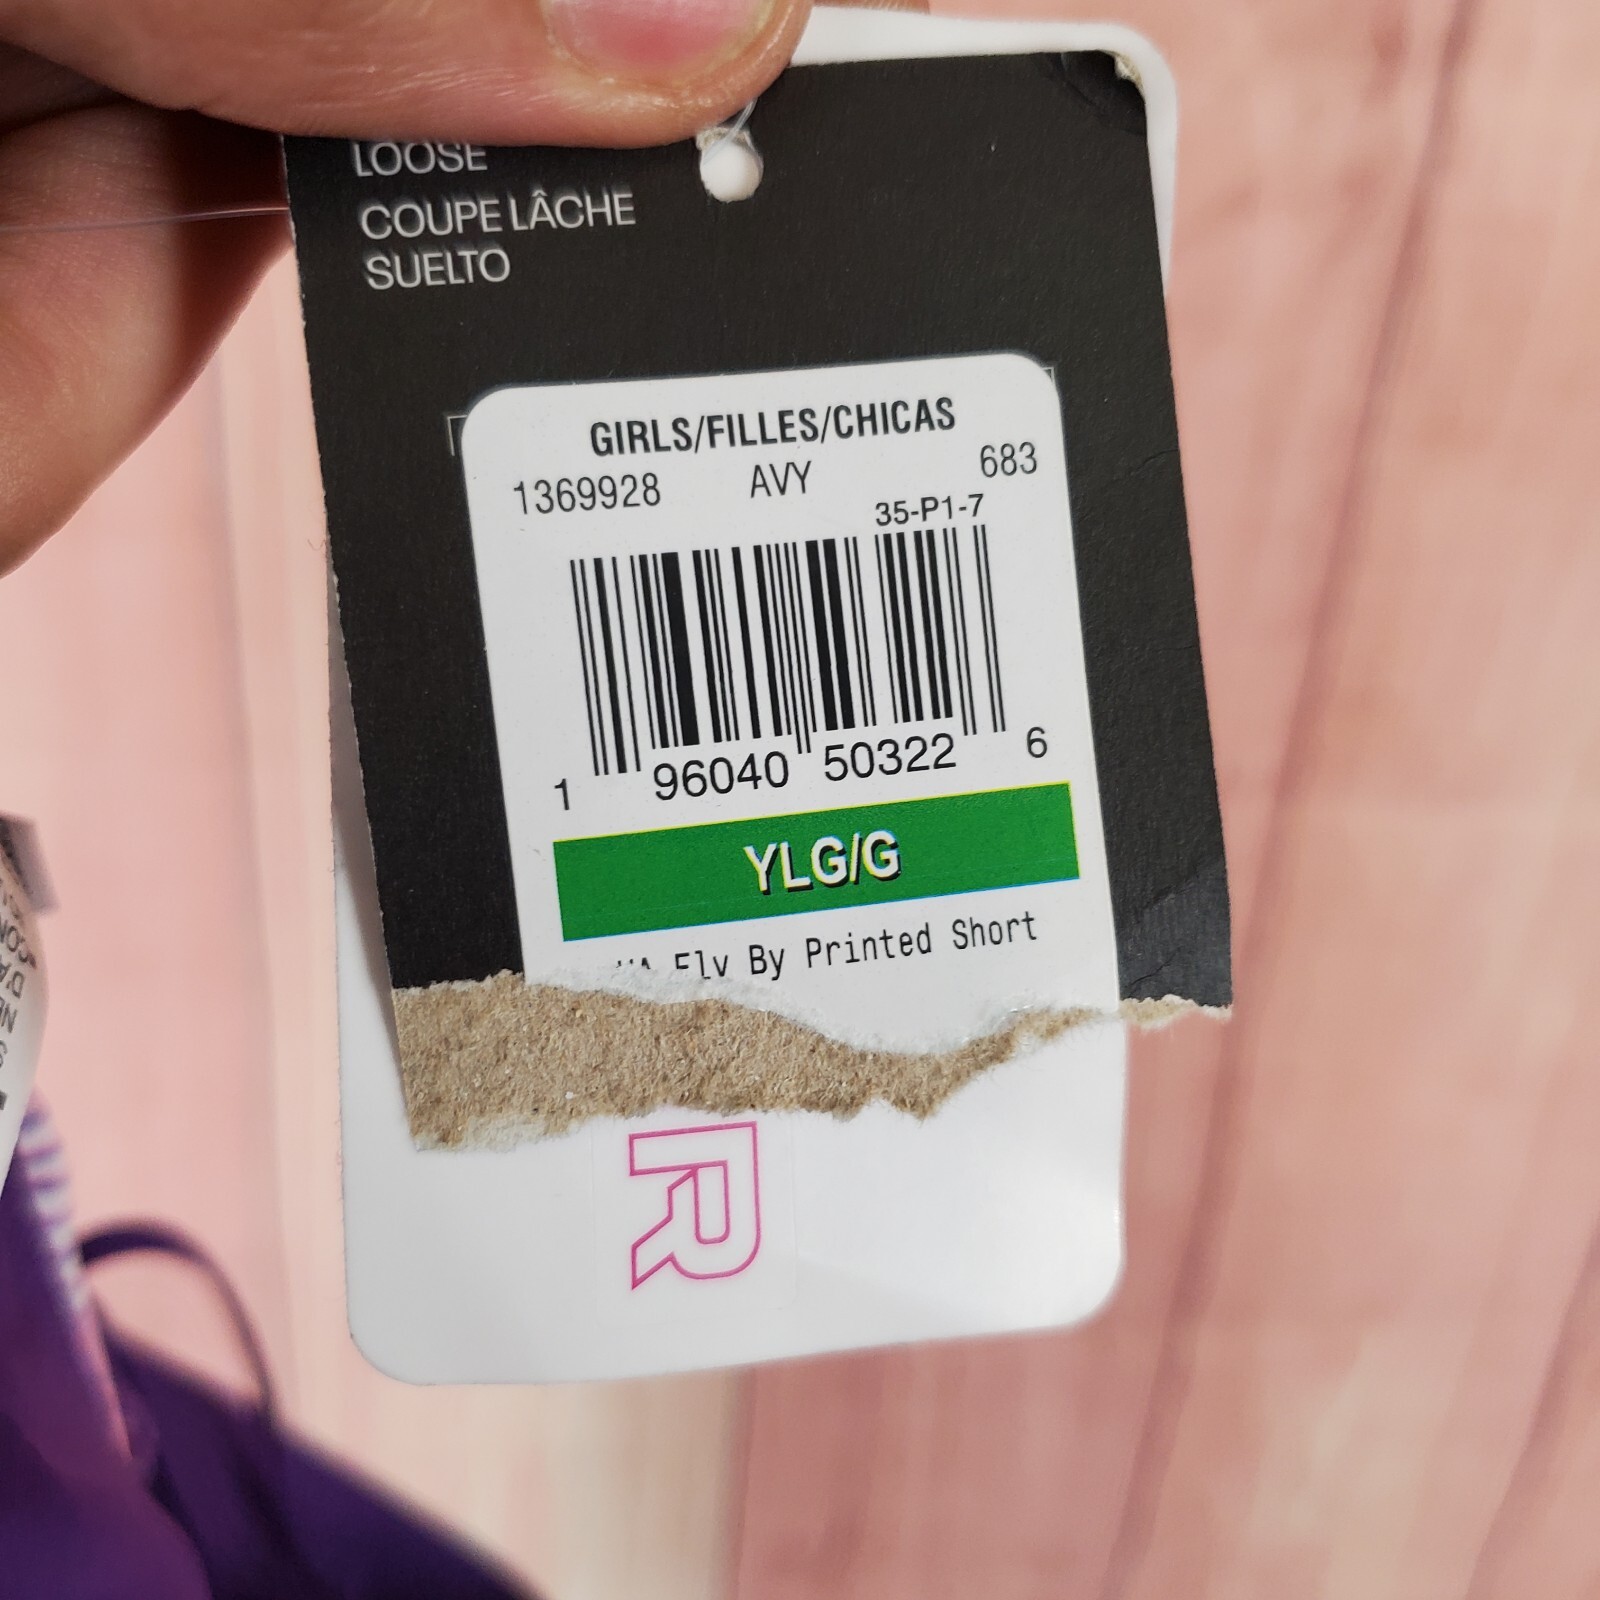 LOOSE
COUPE LÂCHE
SUELTO
GIRLS/FILLES/CHICAS
1369928 AVY 683
35-P1-7
1 96040 50322 6
YLG/G
UA Fly By Printed Short
R